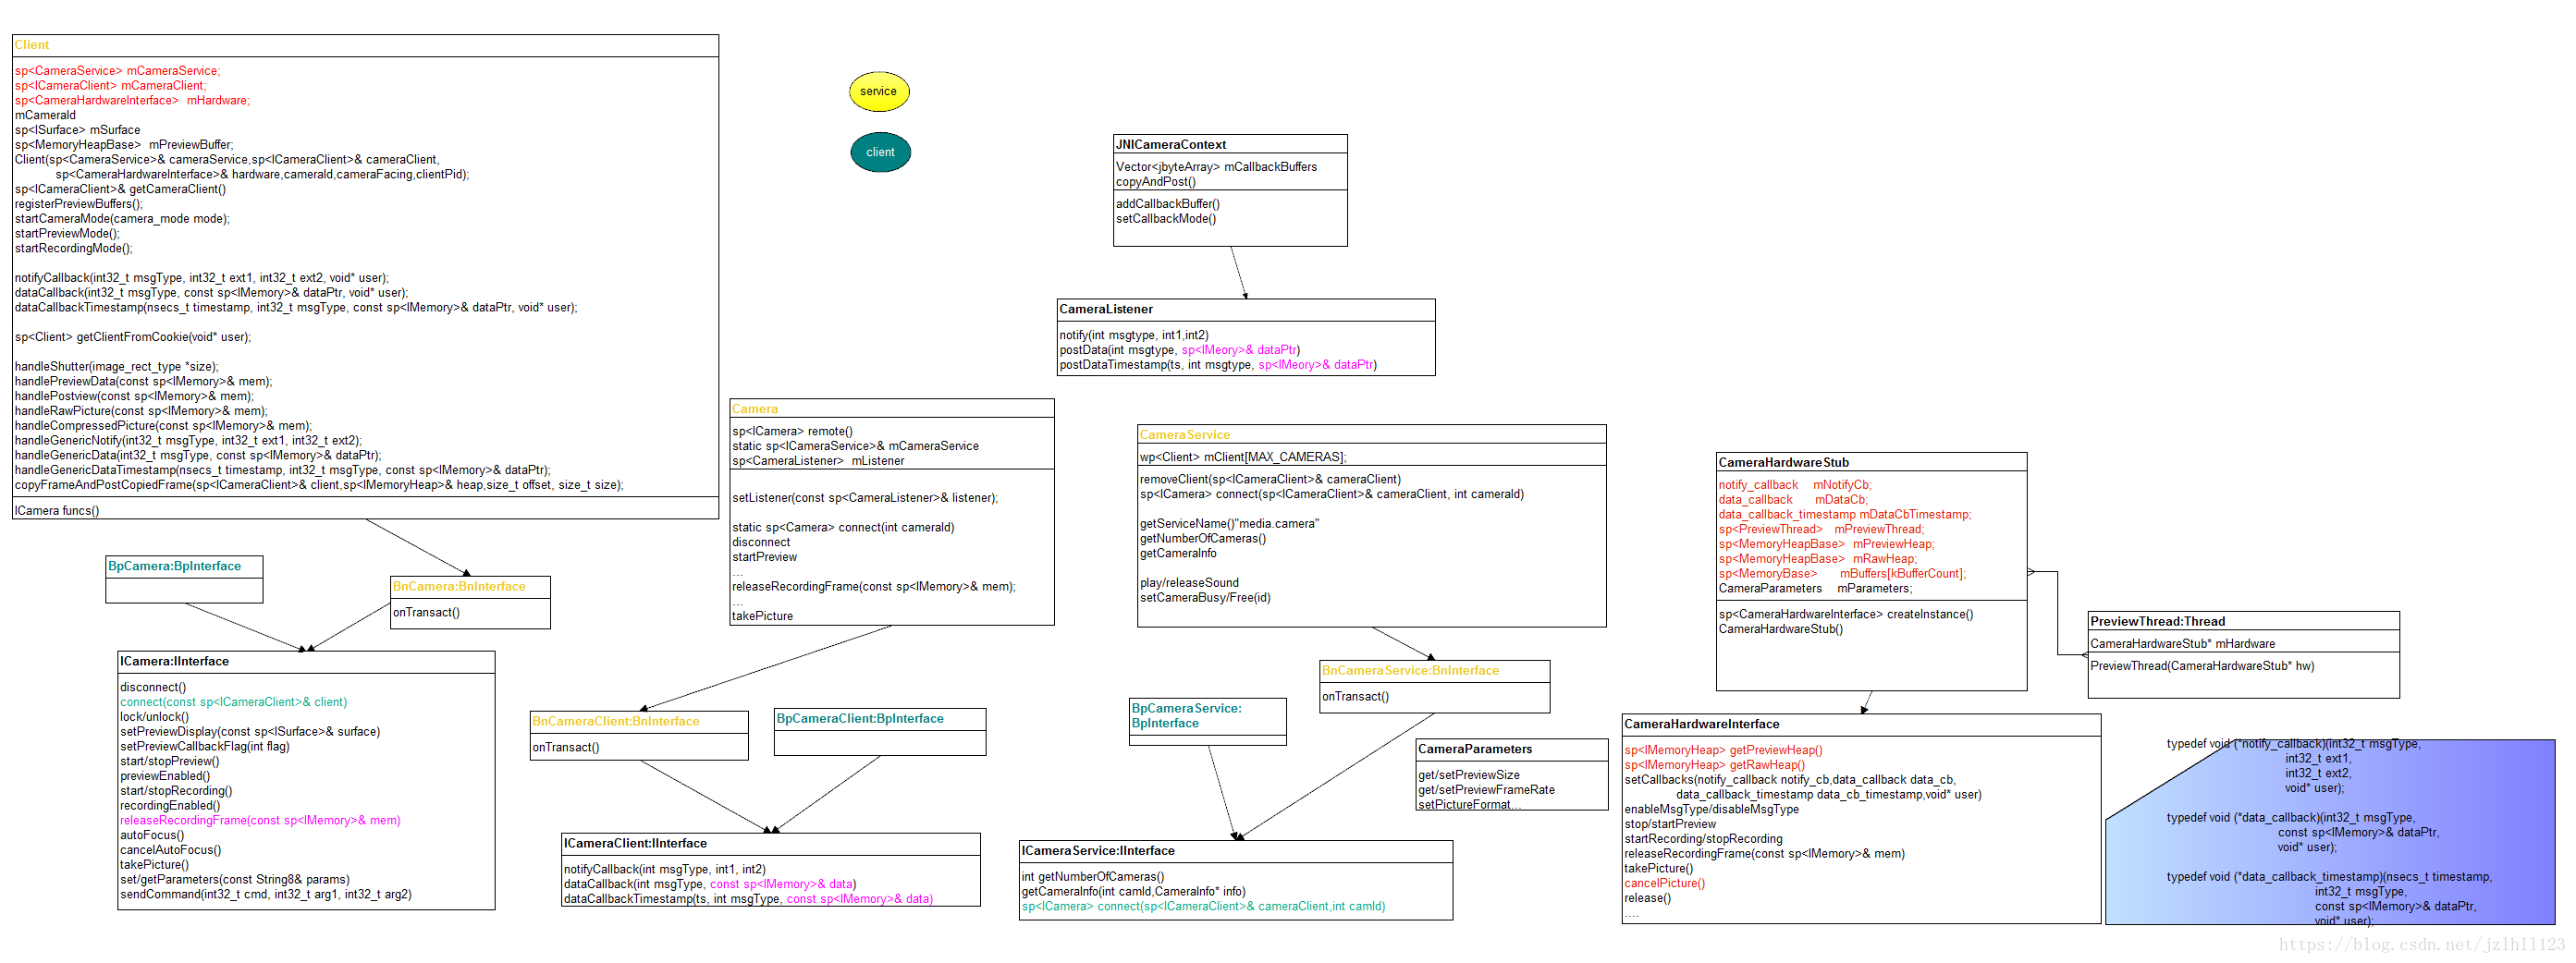 Client
sp<CameraService> mCameraService;
sp<ICameraClient> mCameraClient;
sp<CameraHardwareInterface>  mHardware;
mCameraId
sp<ISurface> mSurface
sp<MemoryHeapBase>  mPreviewBuffer;
Client(sp<CameraService>& cameraService,sp<ICameraClient>& cameraClient,
sp<CameraHardwareInterface>& hardware,cameraId,cameraFacing,clientPid);
sp<ICameraClient>& getCameraClient()
registerPreviewBuffers();
startCameraMode(camera_mode mode);
startPreviewMode();
startRecordingMode();
notifyCallback(int32_t msgType, int32_t ext1, int32_t ext2, void* user);
dataCallback(int32_t msgType, const sp<IMemory>& dataPtr, void* user);
dataCallbackTimestamp(nsecs_t timestamp, int32_t msgType, const sp<IMemory>& dataPtr, void* user);
sp<Client> getClientFromCookie(void* user);
handleShutter(image_rect_type *size);
handlePreviewData(const sp<IMemory>& mem);
handlePostview(const sp<IMemory>& mem);
handleRawPicture(const sp<IMemory>& mem);
handleCompressedPicture(const sp<IMemory>& mem);
handleGenericNotify(int32_t msgType, int32_t ext1, int32_t ext2);
handleGenericData(int32_t msgType, const sp<IMemory>& dataPtr);
handleGenericDataTimestamp(nsecs_t timestamp, int32_t msgType, const sp<IMemory>& dataPtr);
copyFrameAndPostCopiedFrame(sp<ICameraClient>& client,sp<IMemoryHeap>& heap,size_t offset, size_t size);
ICamera funcs()
service
client
JNICameraContext
Vector<jbyteArray> mCallbackBuffers
copyAndPost()
addCallbackBuffer()
setCallbackMode()
CameraListener
notify(int msgtype, int1,int2)
postData(int msgtype, sp<IMeory>& dataPtr)
postDataTimestamp(ts, int msgtype, sp<IMeory>& dataPtr)
Camera
sp<ICamera> remote()
static sp<ICameraService>& mCameraService
sp<CameraListener>  mListener
setListener(const sp<CameraListener>& listener);
static sp<Camera> connect(int cameraId)
disconnect
startPreview
...
releaseRecordingFrame(const sp<IMemory>& mem);
...
takePicture
CameraService
wp<Client> mClient[MAX_CAMERAS];
removeClient(sp<ICameraClient>& cameraClient)
sp<ICamera> connect(sp<ICameraClient>& cameraClient, int cameraId)
getServiceName()"media.camera"
getNumberOfCameras()
getCameraInfo
play/releaseSound
setCameraBusy/Free(id)
CameraHardwareStub
notify_callback    mNotifyCb;
data_callback      mDataCb;
data_callback_timestamp mDataCbTimestamp;
sp<PreviewThread>   mPreviewThread;
sp<MemoryHeapBase>  mPreviewHeap;
sp<MemoryHeapBase>  mRawHeap;
sp<MemoryBase>      mBuffers[kBufferCount];
CameraParameters    mParameters;
sp<CameraHardwareInterface> createInstance()
CameraHardwareStub()
PreviewThread:Thread
CameraHardwareStub* mHardware
PreviewThread(CameraHardwareStub* hw)
BpCamera:BpInterface
BnCamera:BnInterface
onTransact()
ICamera:IInterface
disconnect()
connect(const sp<ICameraClient>& client)
lock/unlock()
setPreviewDisplay(const sp<ISurface>& surface)
setPreviewCallbackFlag(int flag)
start/stopPreview()
previewEnabled()
start/stopRecording()
recordingEnabled()
releaseRecordingFrame(const sp<IMemory>& mem)
autoFocus()
cancelAutoFocus()
takePicture()
set/getParameters(const String8& params)
sendCommand(int32_t cmd, int32_t arg1, int32_t arg2)
BnCameraClient:BnInterface
onTransact()
BpCameraClient:BpInterface
ICameraClient:IInterface
notifyCallback(int msgType, int1, int2)
dataCallback(int msgType, const sp<IMemory>& data)
dataCallbackTimestamp(ts, int msgType, const sp<IMemory>& data)
BnCameraService:BnInterface
onTransact()
BpCameraService:
BpInterface
CameraParameters
get/setPreviewSize
get/setPreviewFrameRate
setPictureFormat...
ICameraService:IInterface
int getNumberOfCameras()
getCameraInfo(int camId,CameraInfo* info)
sp<ICamera> connect(sp<ICameraClient>& cameraClient,int camId)
CameraHardwareInterface
sp<IMemoryHeap> getPreviewHeap()
sp<IMemoryHeap> getRawHeap()
setCallbacks(notify_callback notify_cb,data_callback data_cb,
data_callback_timestamp data_cb_timestamp,void* user)
enableMsgType/disableMsgType
stop/startPreview
startRecording/stopRecording
releaseRecordingFrame(const sp<IMemory>& mem)
takePicture()
cancelPicture()
release()
....
typedef void (*notify_callback)(int32_t msgType,
int32_t ext1,
int32_t ext2,
void* user);
typedef void (*data_callback)(int32_t msgType,
const sp<IMemory>& dataPtr,
void* user);
typedef void (*data_callback_timestamp)(nsecs_t timestamp,
int32_t msgType,
const sp<IMemory>& dataPtr,
void* user);
https://blog.csdn.net/jzlhll123